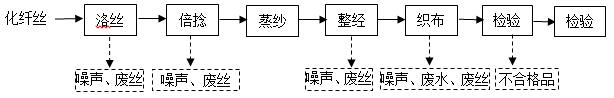 化纤丝 洛丝 倍捻 蒸纱 整经 织布 检验 检验
噪声、废丝 噪声、废丝 噪声、废丝 噪声、废水、废丝 不合格品